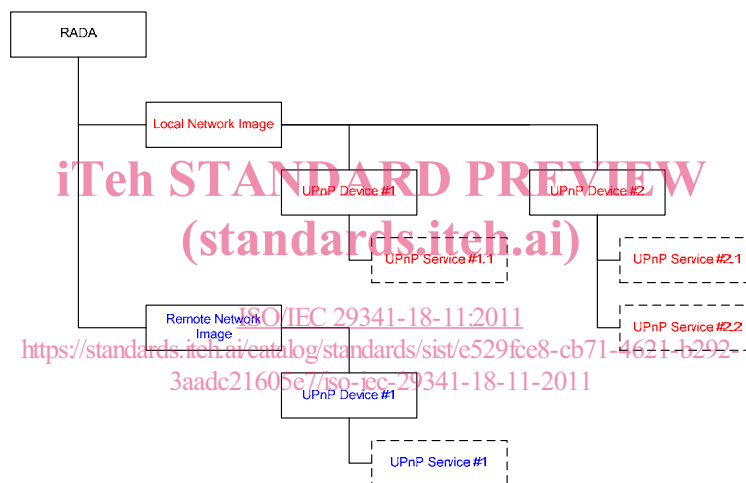 RADA
Local Network Image
iTeh STANDARD PREVIEW
UPnP Device #1
UPnP Device #2
(standards.iteh.ai)
UPnP Service #1.1
UPnP Service #2.1
Remote Network
Image
ISO/IEC 29341-18-11:2011
UPnP Service #2.2
https://standards.iteh.ai/catalog/standards/sist/e529fce8-cb71-4621-b292-
3aadc21605e7/iso-iec-29341-18-11-2011
UPnP Device #1
UPnP Service #1